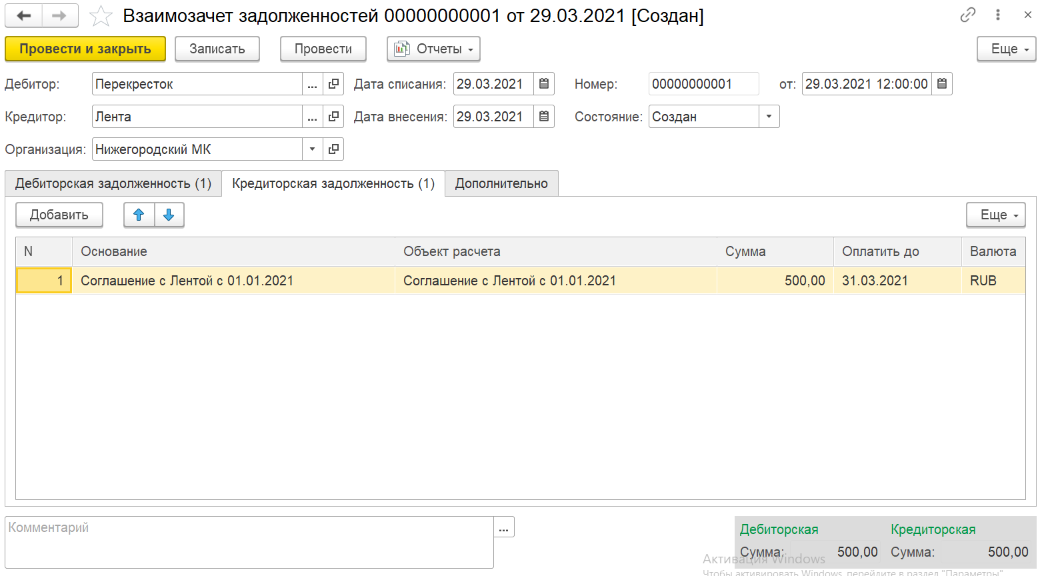 Взаимозачет задолженностей 00000000001 от 29.03.2021 [Создан]
Провести и закрыть Записать Провести Отчеты Еще
Дебитор: Перекресток ... Дата списания: 29.03.2021 Номер: 00000000001 от: 29.03.2021 12:00:00
Кредитор: Лента ... Дата внесения: 29.03.2021 Состояние: Создан
Организация: Нижегородский МК
Дебиторская задолженность (1) Кредиторская задолженность (1) Дополнительно
Добавить Еще
N Основание Объект расчета Сумма Оплатить до Валюта
1 Соглашение с Лентой с 01.01.2021 Соглашение с Лентой с 01.01.2021 500,00 31.03.2021 RUB
Комментарий ...
Дебиторская Кредиторская
Сумма: 500,00 Сумма: 500,00
Активация Windows
Чтобы активировать Windows, перейдите в раздел "Параметры"